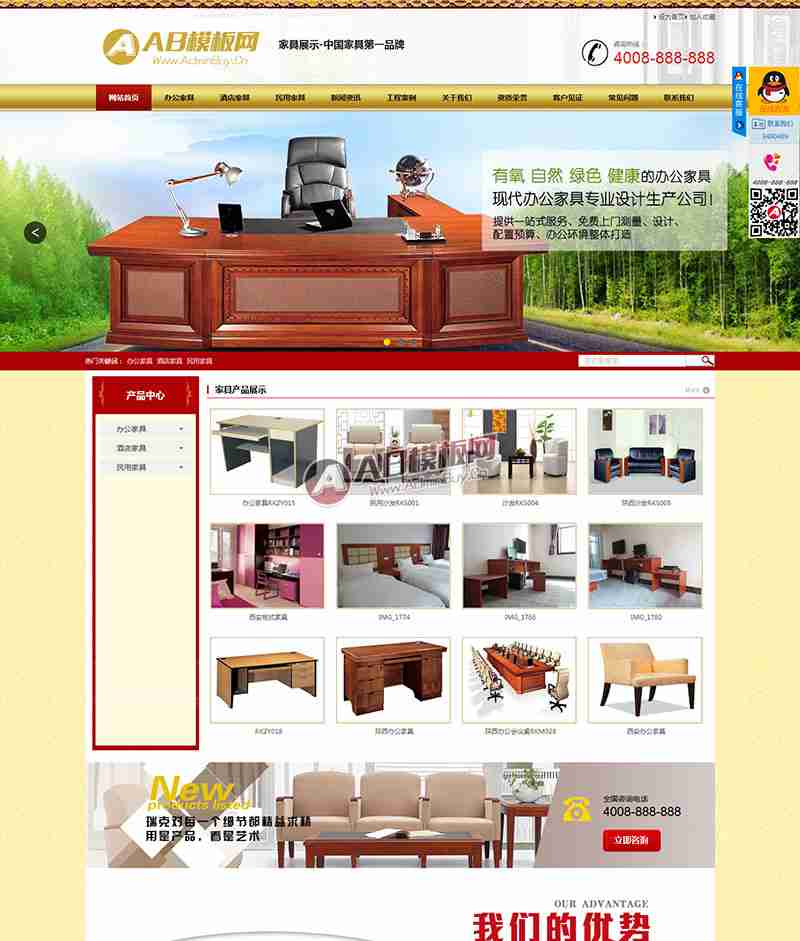 设为首页 加入收藏
AB模板网
Www.AdminBuy.Cn
家具展示-中国家具第一品牌
咨询热线
4008-888-888
网站首页 办公家具 酒店家具 民用家具 新闻资讯 工程案例 关于我们 资质荣誉 客户见证 常见问题 联系我们
在线客服
联系我们
4008-888-888
有氧 自然 绿色 健康的办公家具
现代办公家具专业设计生产公司!
提供一站式服务、免费上门测量、设计、
配置预算、办公环境整体打造
<
热门关键词: 办公家具 酒店家具 民用家具
产品中心
办公家具
酒店家具
民用家具
家具产品展示
AB模板网
www.AdminBuy.Cn
办公家具RKZY015 民用沙发RKS001 沙发RKS004 陕西沙发RKS005
西安板式家具 IMG_1774 IMG_1766 IMG_1760
RKZY018 陕西办公家具 陕西办公会议桌RKM028 西安办公家具
New
products listed
瑞克对每一个细节都精益求精
用是产品，看是艺术
全国咨询电话
4008-888-888
立即咨询
OUR ADVANTAGE
我们的优势